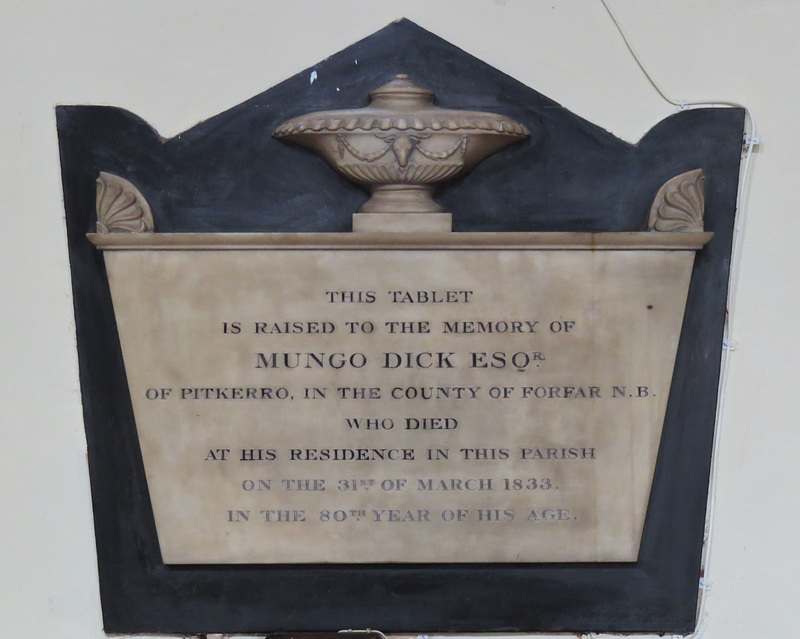 THIS TABLET
IS RAISED TO THE MEMORY OF
MUNGO DICK ESQR.
OF PITKERRO, IN THE COUNTY OF FORFAR N.B.
WHO DIED
AT HIS RESIDENCE IN THIS PARISH
ON THE 31ST OF MARCH 1833.
IN THE 80TH YEAR OF HIS AGE.